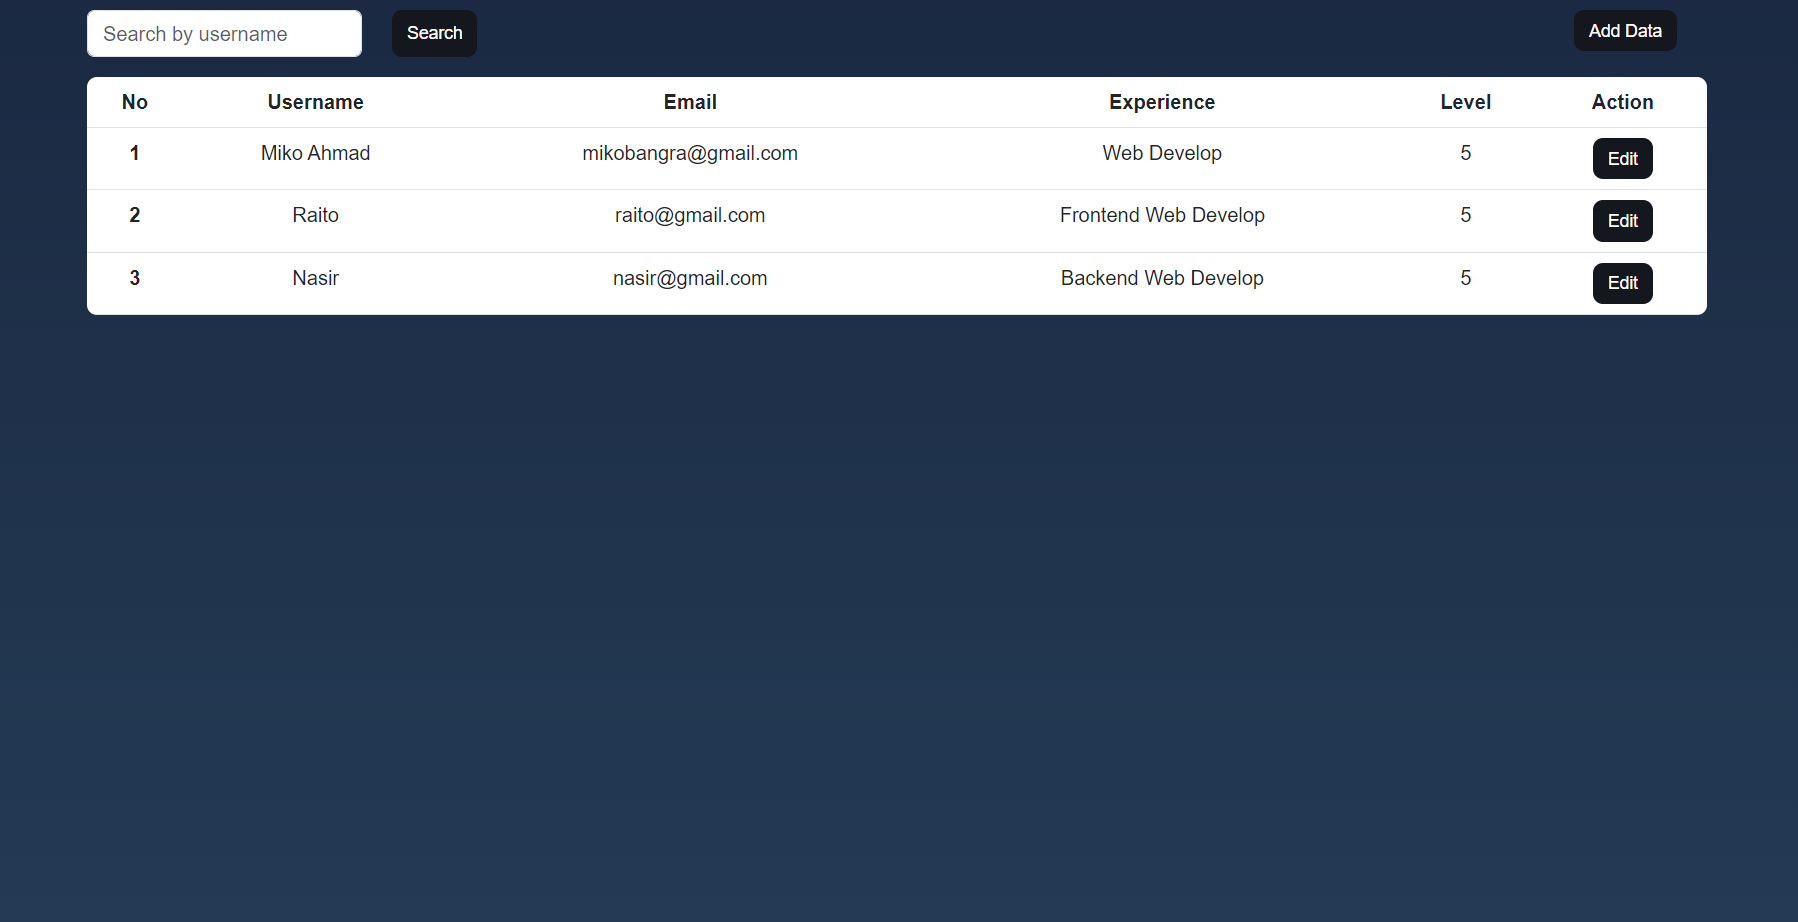 Search by username Search Add Data
No Username Email Experience Level Action
1 Miko Ahmad mikobangra@gmail.com Web Develop 5 Edit
2 Raito raito@gmail.com Frontend Web Develop 5 Edit
3 Nasir nasir@gmail.com Backend Web Develop 5 Edit